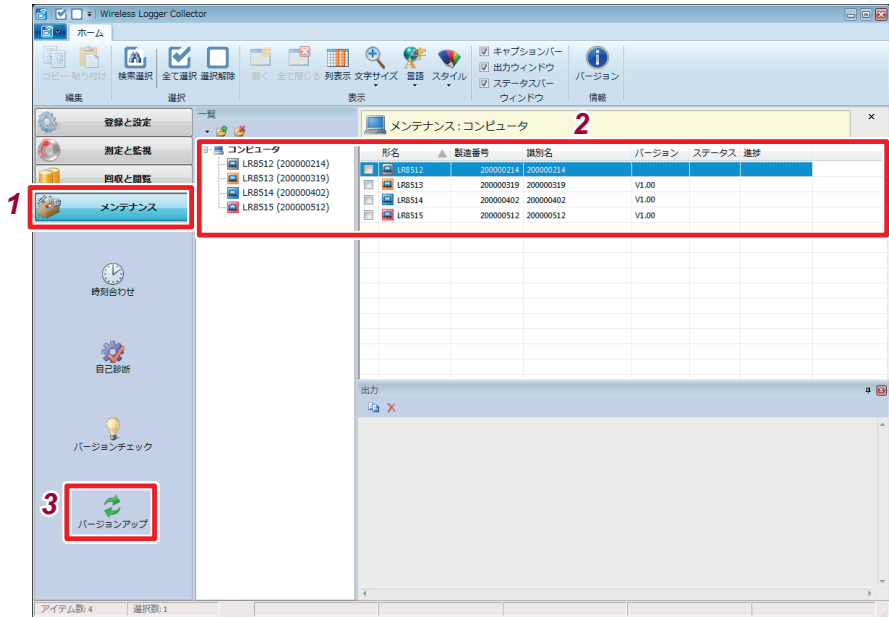 Wireless Logger Collector
ホーム
コピー 貼り付け 検索選択 全て選択 選択解除 開く 全て閉じる 列表示 文字サイズ 言語 スタイル
キャプションバー
出力ウィンドウ
ステータスバー
バージョン
編集 選択 表示 ウィンドウ 情報
登録と設定
測定と監視
回収と閲覧
1
メンテナンス
時刻合わせ
自己診断
バージョンチェック
3
バージョンアップ
一覧
コンピュータ
LR8512 (200000214)
LR8513 (200000319)
LR8514 (200000402)
LR8515 (200000512)
メンテナンス:コンピュータ
2
形名 製造番号 識別名 バージョン ステータス 進捗
LR8512 200000214 200000214
LR8513 200000319 200000319 V1.00
LR8514 200000402 200000402 V1.00
LR8515 200000512 200000512 V1.00
出力
アイテム数: 4 選択数: 1